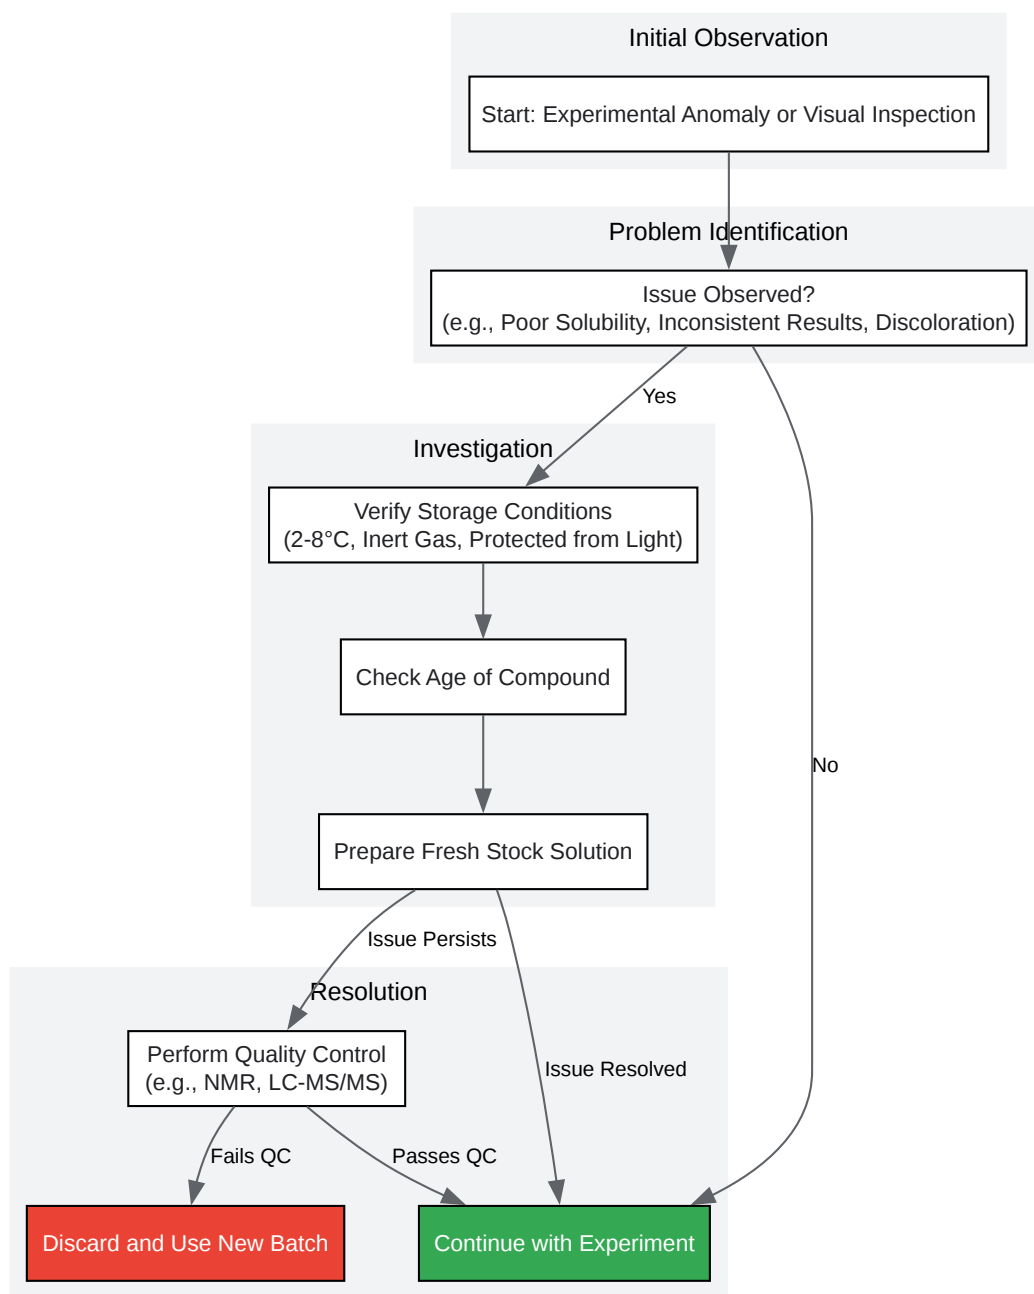 Initial Observation
Start: Experimental Anomaly or Visual Inspection
Problem Identification
Issue Observed?
(e.g., Poor Solubility, Inconsistent Results, Discoloration)
Yes
Investigation
Verify Storage Conditions
(2-8°C, Inert Gas, Protected from Light)
Check Age of Compound
No
Prepare Fresh Stock Solution
Issue Persists
Resolution
Perform Quality Control
(e.g., NMR, LC-MS/MS)
Issue Resolved
Fails QC
Passes QC
Discard and Use New Batch
Continue with Experiment